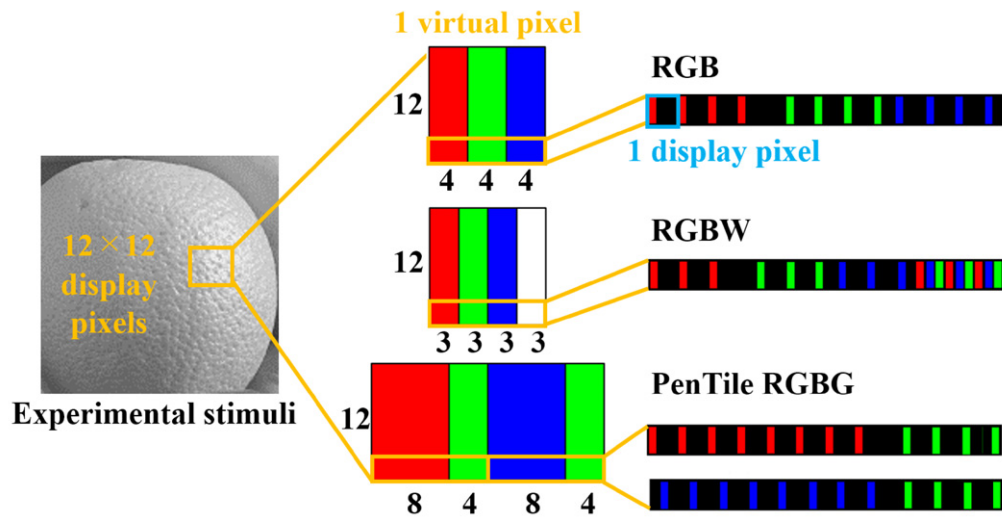 1 virtual pixel
12
4 4 4
RGB
1 display pixel
12 × 12
display
pixels
Experimental stimuli
12
3 3 3 3
RGBW
12
8 4 8 4
PenTile RGBG